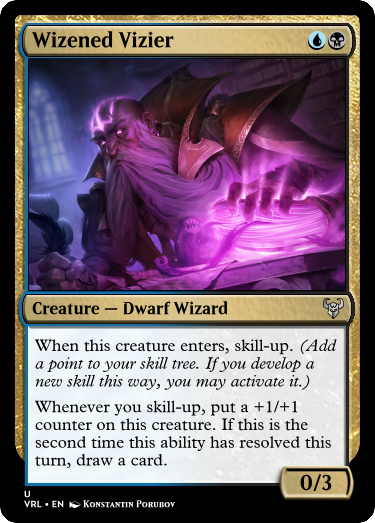 Wizened Vizier
Creature — Dwarf Wizard
When this creature enters, skill-up. (Add
a point to your skill tree. If you develop
a new skill this way, you may activate it.)
Whenever you skill-up, put a +1/+1
counter on this creature. If this is the
second time this ability has resolved this
turn, draw a card.
0/3
U
VRL • EN Konstantin Porubov